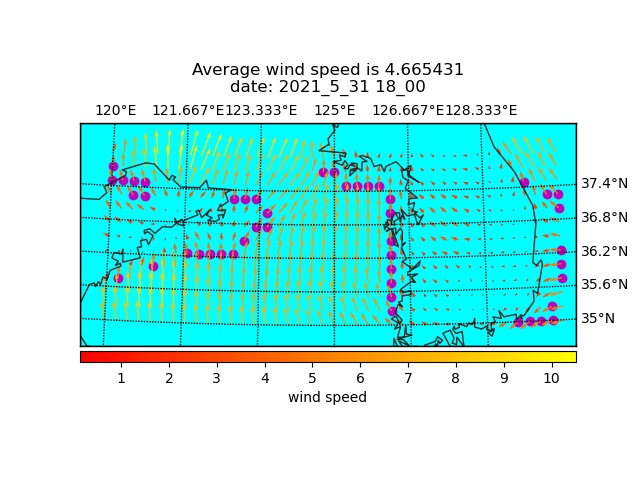 Average wind speed is 4.665431
date: 2021_5_31 18_00
120°E 121.667°E 123.333°E 125°E 126.667°E 128.333°E
37.4°N
36.8°N
36.2°N
35.6°N
35°N
1 2 3 4 5 6 7 8 9 10
wind speed